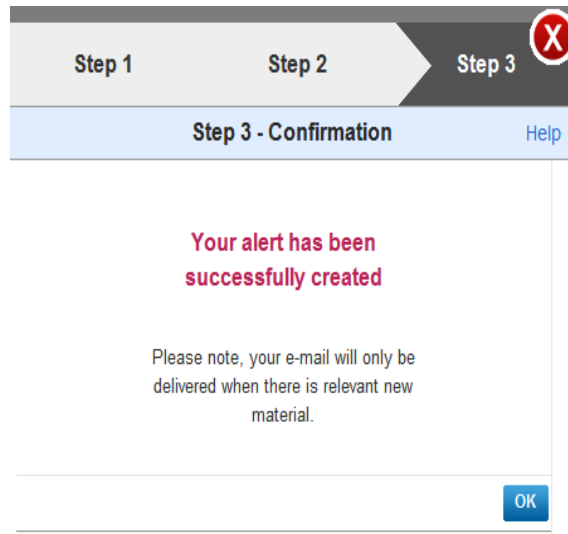 Step 1 Step 2 Step 3 X
Step 3 - Confirmation Help
Your alert has been
successfully created
Please note, your e-mail will only be
delivered when there is relevant new
material.
OK